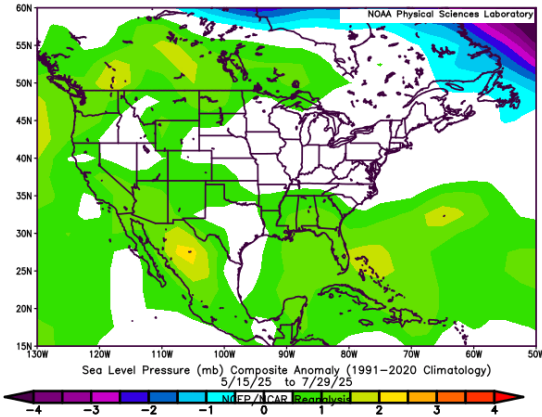 NOAA Physical Sciences Laboratory
60N
55N
50N
45N
40N
35N
30N
25N
20N
15N
130W 120W 110W 100W 90W 80W 70W 60W 50W
Sea Level Pressure (mb) Composite Anomaly (1991-2020 Climatology)
5/15/25 to 7/29/25
NCEP/NCAR Reanalysis
-4 -3 -2 -1 0 1 2 3 4